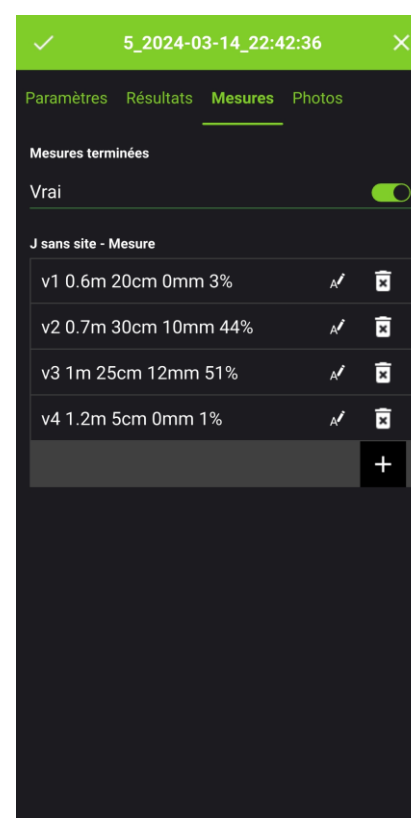 5_2024-03-14_22:42:36
Paramètres Résultats Mesures Photos
Mesures terminées
Vrai
J sans site - Mesure
v1 0.6m 20cm 0mm 3%
v2 0.7m 30cm 10mm 44%
v3 1m 25cm 12mm 51%
v4 1.2m 5cm 0mm 1%